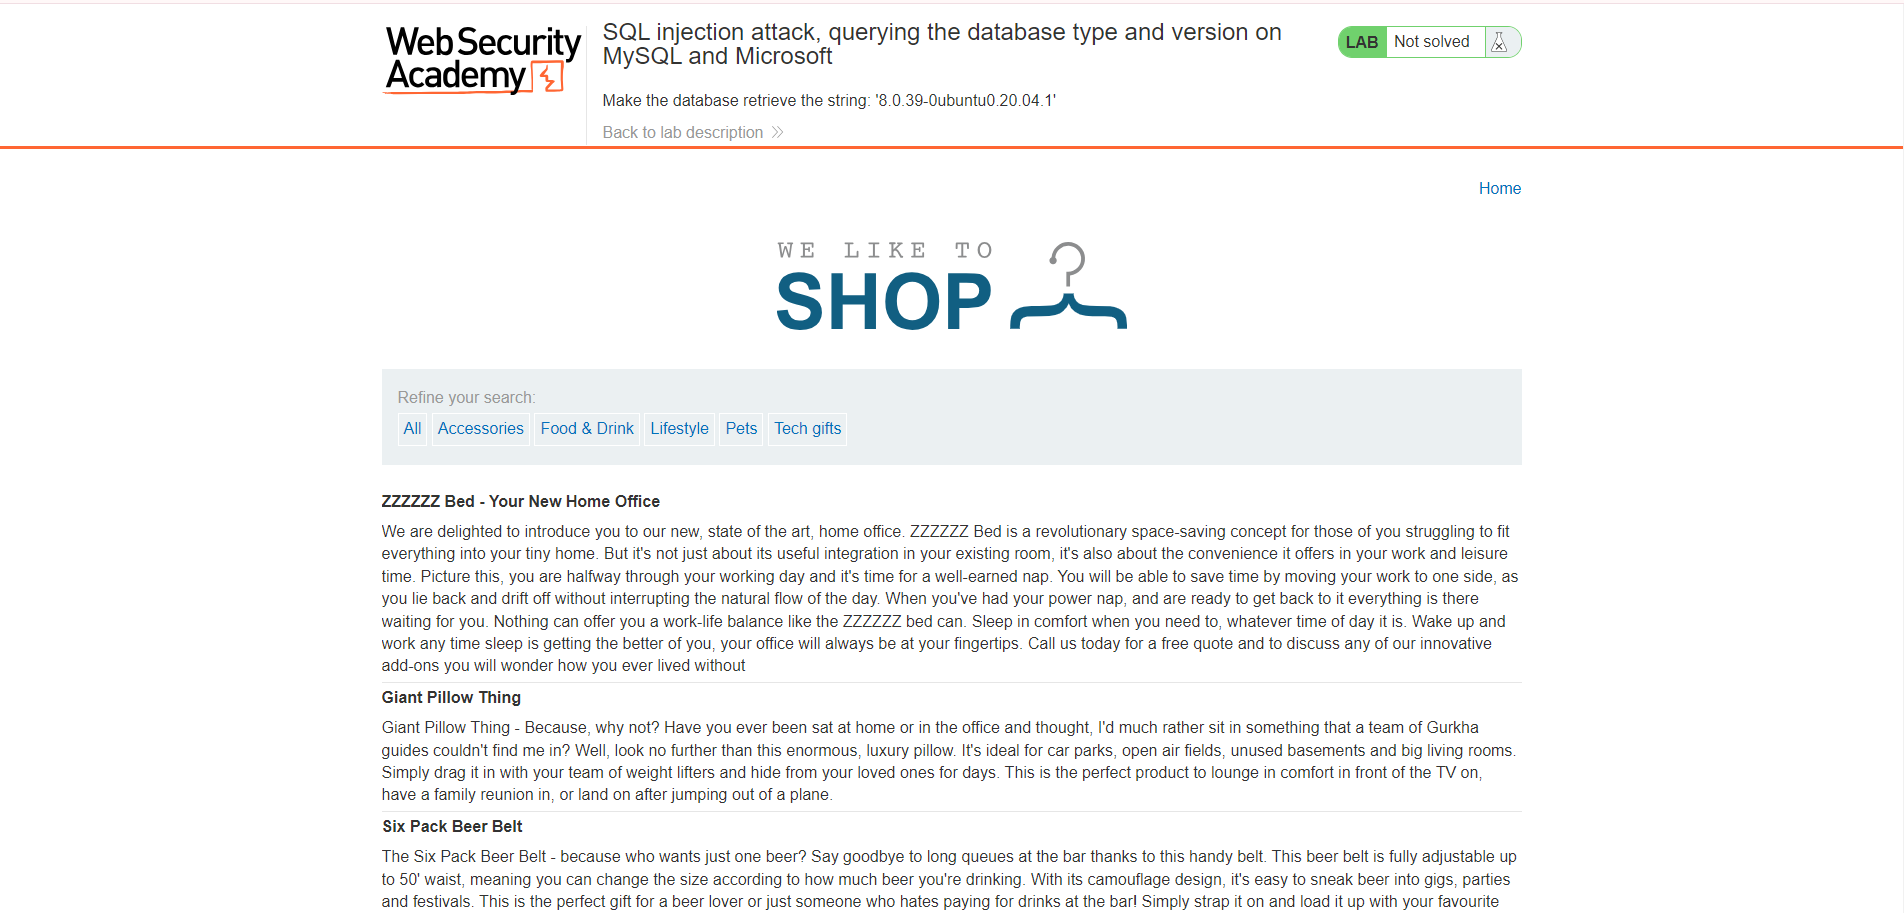 Web Security
Academy
SQL injection attack, querying the database type and version on
MySQL and Microsoft
LAB Not solved
Make the database retrieve the string: '8.0.39-0ubuntu0.20.04.1'
Back to lab description
Home
WE LIKE TO
SHOP
Refine your search:
All Accessories Food & Drink Lifestyle Pets Tech gifts
ZZZZZZ Bed - Your New Home Office
We are delighted to introduce you to our new, state of the art, home office. ZZZZZZ Bed is a revolutionary space-saving concept for those of you struggling to fit
everything into your tiny home. But it's not just about its useful integration in your existing room, it's also about the convenience it offers in your work and leisure
time. Picture this, you are halfway through your working day and it's time for a well-earned nap. You will be able to save time by moving your work to one side, as
you lie back and drift off without interrupting the natural flow of the day. When you've had your power nap, and are ready to get back to it everything is there
waiting for you. Nothing can offer you a work-life balance like the ZZZZZZ bed can. Sleep in comfort when you need to, whatever time of day it is. Wake up and
work any time sleep is getting the better of you, your office will always be at your fingertips. Call us today for a free quote and to discuss any of our innovative
add-ons you will wonder how you ever lived without
Giant Pillow Thing
Giant Pillow Thing - Because, why not? Have you ever been sat at home or in the office and thought, I'd much rather sit in something that a team of Gurkha
guides couldn't find me in? Well, look no further than this enormous, luxury pillow. It's ideal for car parks, open air fields, unused basements and big living rooms.
Simply drag it in with your team of weight lifters and hide from your loved ones for days. This is the perfect product to lounge in comfort in front of the TV on,
have a family reunion in, or land on after jumping out of a plane.
Six Pack Beer Belt
The Six Pack Beer Belt - because who wants just one beer? Say goodbye to long queues at the bar thanks to this handy belt. This beer belt is fully adjustable up
to 50' waist, meaning you can change the size according to how much beer you're drinking. With its camouflage design, it's easy to sneak beer into gigs, parties
and festivals. This is the perfect gift for a beer lover or just someone who hates paying for drinks at the bar! Simply strap it on and load it up with your favourite